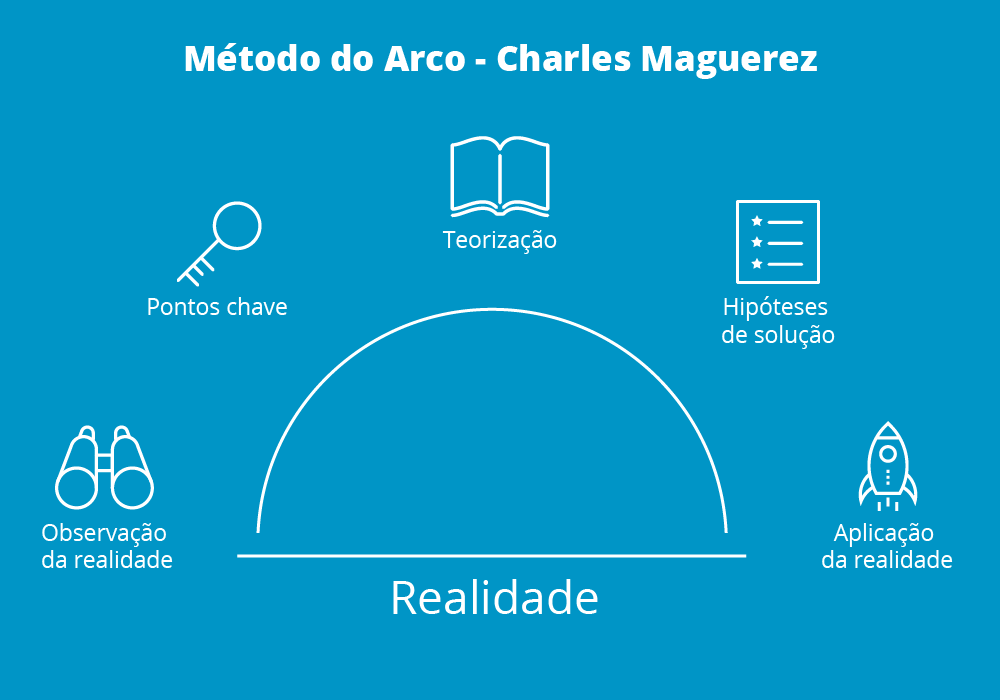 Método do Arco - Charles Maguerez
Teorização
Pontos chave
Hipóteses
de solução
Observação
da realidade
Aplicação
da realidade
Realidade